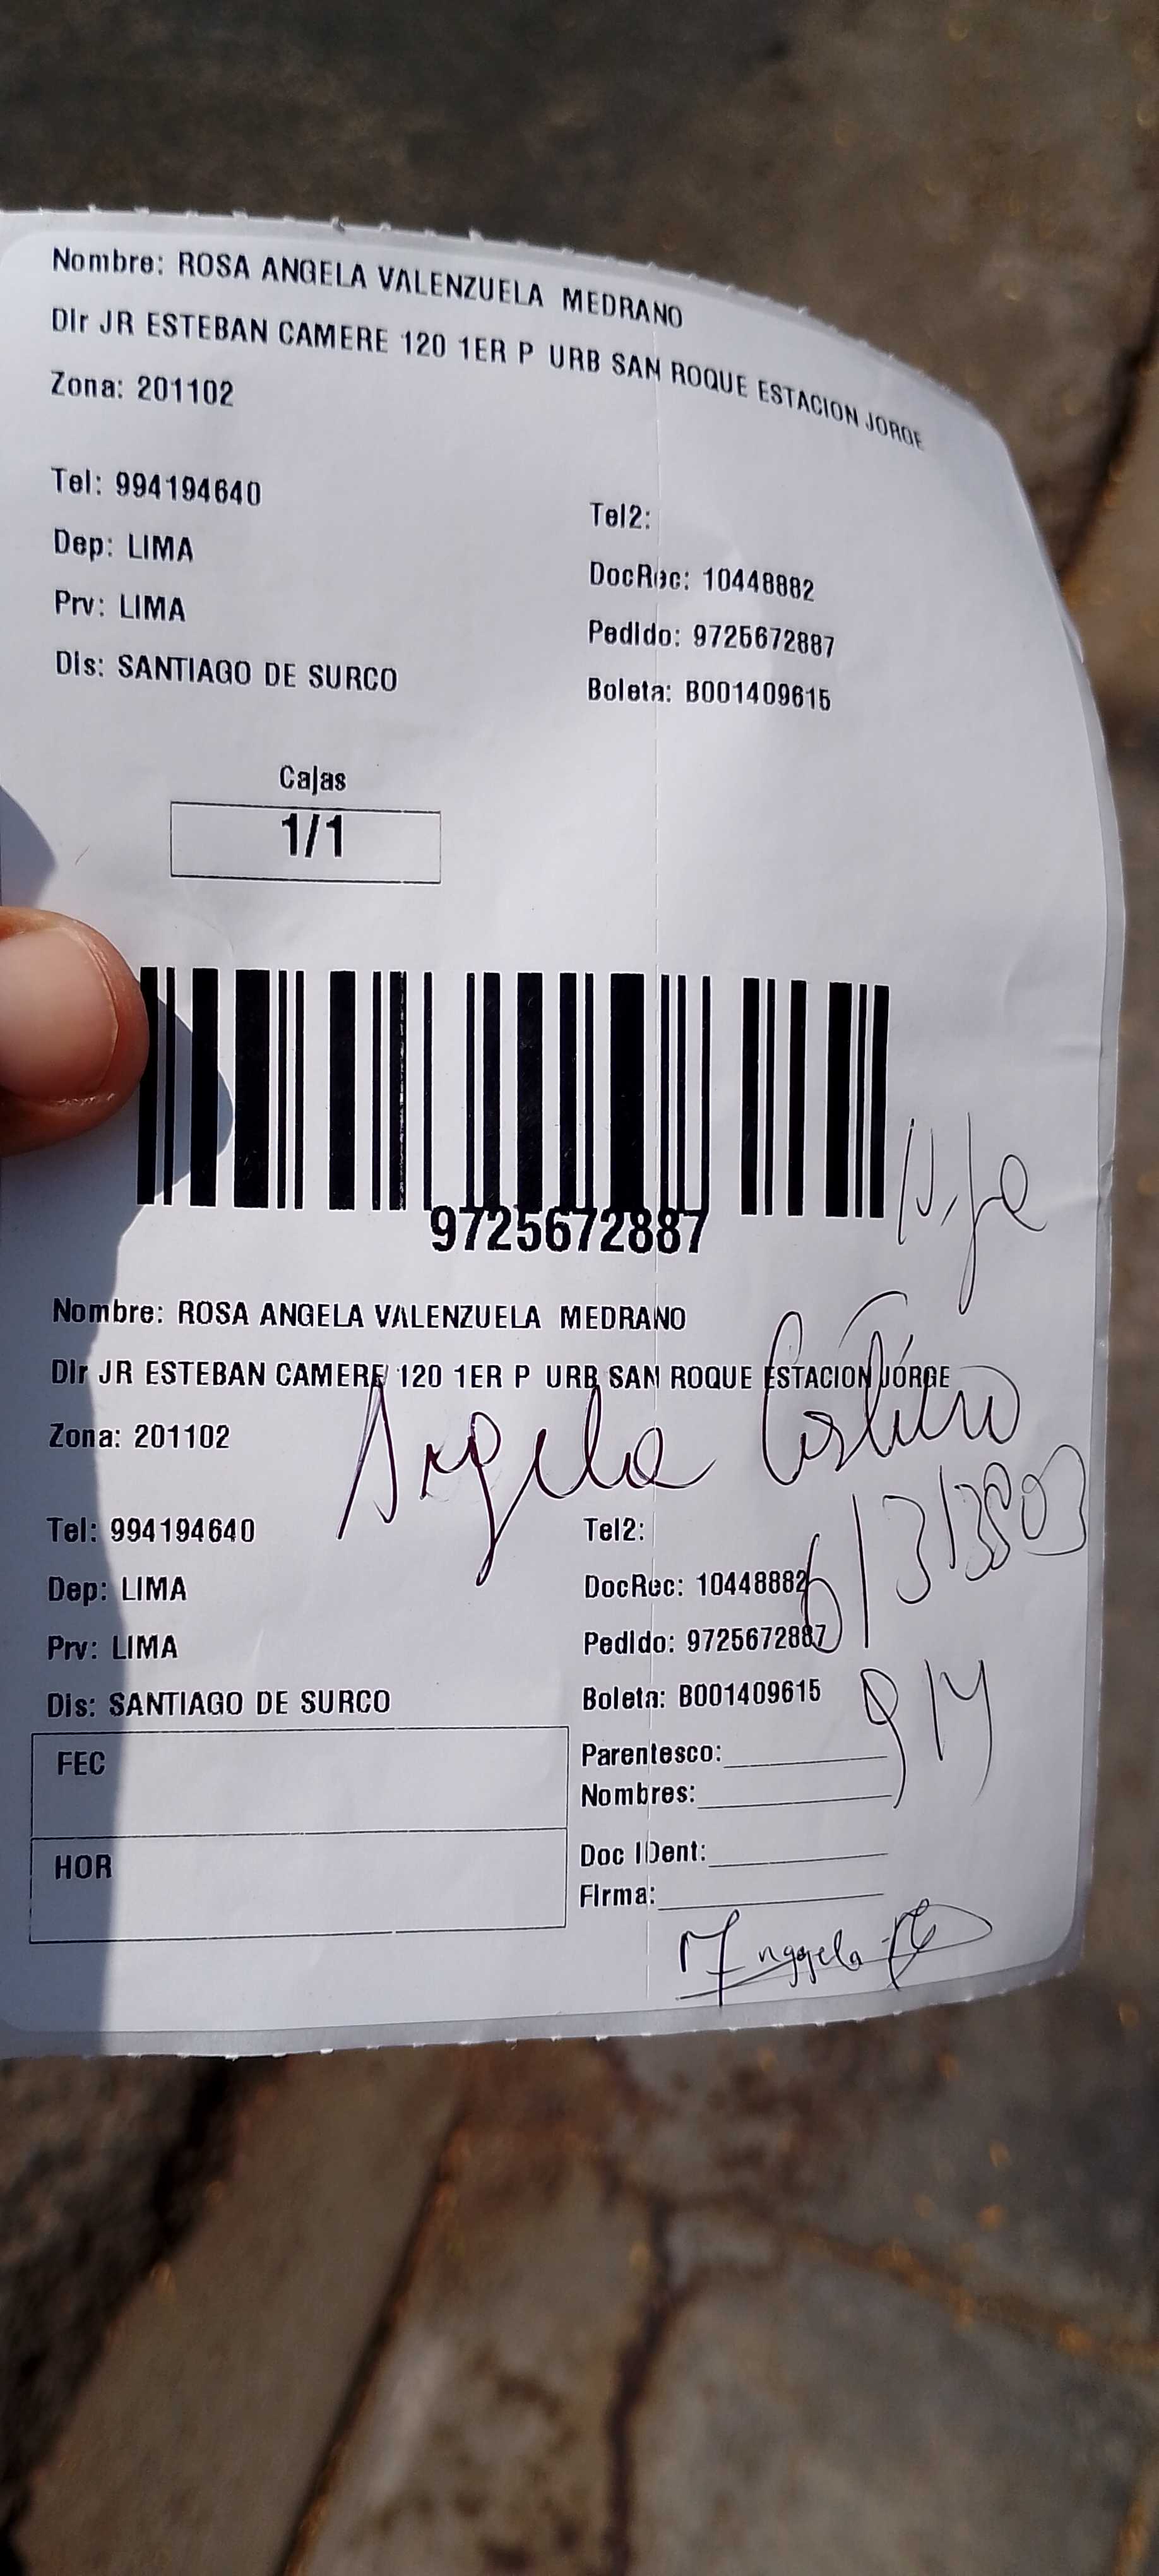 Nombre: ROSA ANGELA VALENZUELA MEDRANO
Dir JR ESTEBAN CAMERE 120 1ER P URB SAN ROQUE ESTACION JORGE
Zona: 201102
Tel: 994194640
Tel2:
Dep: LIMA
DocRec: 10448882
Prv: LIMA
Pedido: 9725672887
Dis: SANTIAGO DE SURCO
Boleta: B001409615
Cajas
1/1
9725672887
Nombre: ROSA ANGELA VALENZUELA MEDRANO
Dir JR ESTEBAN CAMERE 120 1ER P URB SAN ROQUE ESTACION JORGE
Zona: 201102
Angela
Tel: 994194640
Tel2:
Dep: LIMA
DocRec: 10448882
Prv: LIMA
Pedido: 9725672887
Dis: SANTIAGO DE SURCO
Boleta: B001409615
FEC
Parentesco:
Nombres:
HOR
Doc IDent:
Firma: